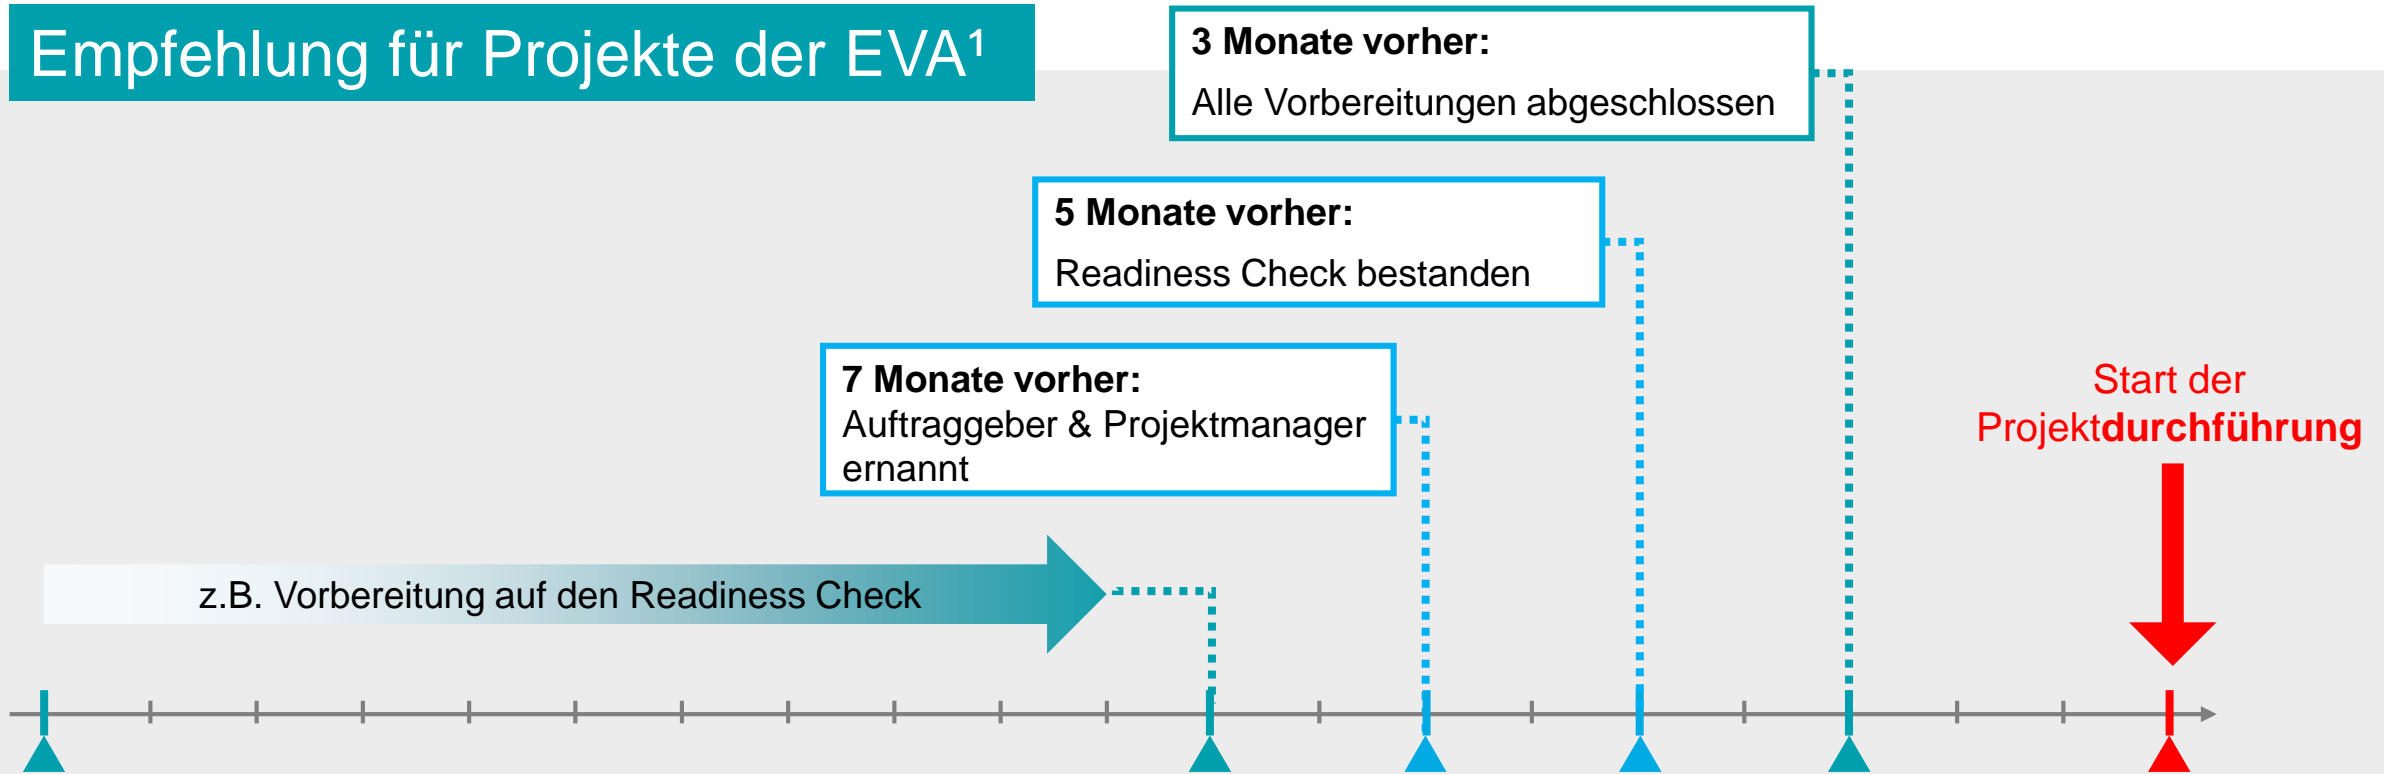 Empfehlung für Projekte der EVA¹
3 Monate vorher:
Alle Vorbereitungen abgeschlossen
5 Monate vorher:
Readiness Check bestanden
7 Monate vorher:
Auftraggeber & Projektmanager
ernannt
Start der
Projektdurchführung
z.B. Vorbereitung auf den Readiness Check